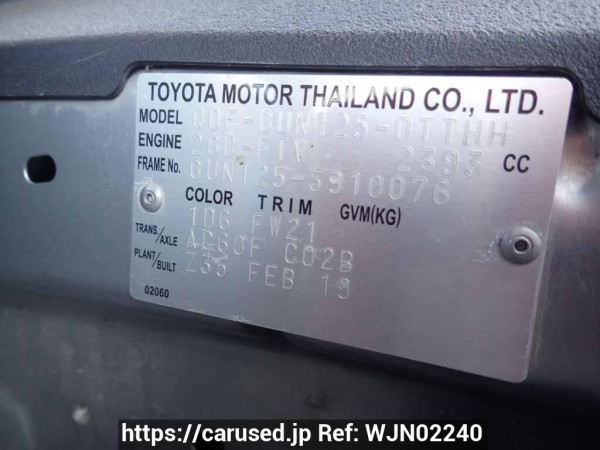 TOYOTA MOTOR THAILAND CO., LTD.
MODEL QDF-GUN125-DTTHH
ENGINE 2GD-FTV 2393 CC
FRAME No. GUN125-3910076
COLOR TRIM GVM(KG)
1D6 FW21
TRANS/AXLE AC60F C02B
PLANT/BUILT Z35 FEB 19
02060
https://carused.jp Ref: WJN02240